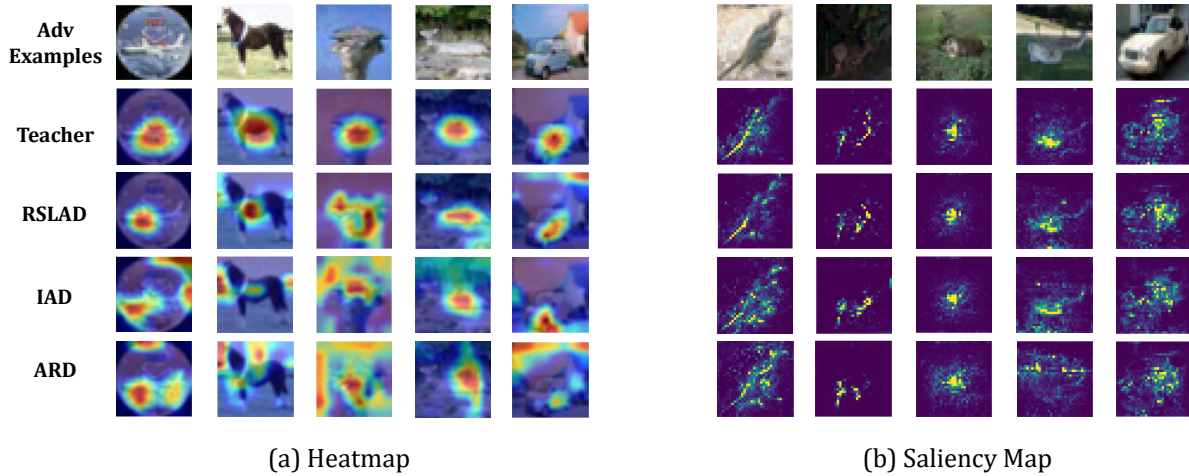 Adv
Examples
Teacher
RSLAD
IAD
ARD
(a) Heatmap
(b) Saliency Map